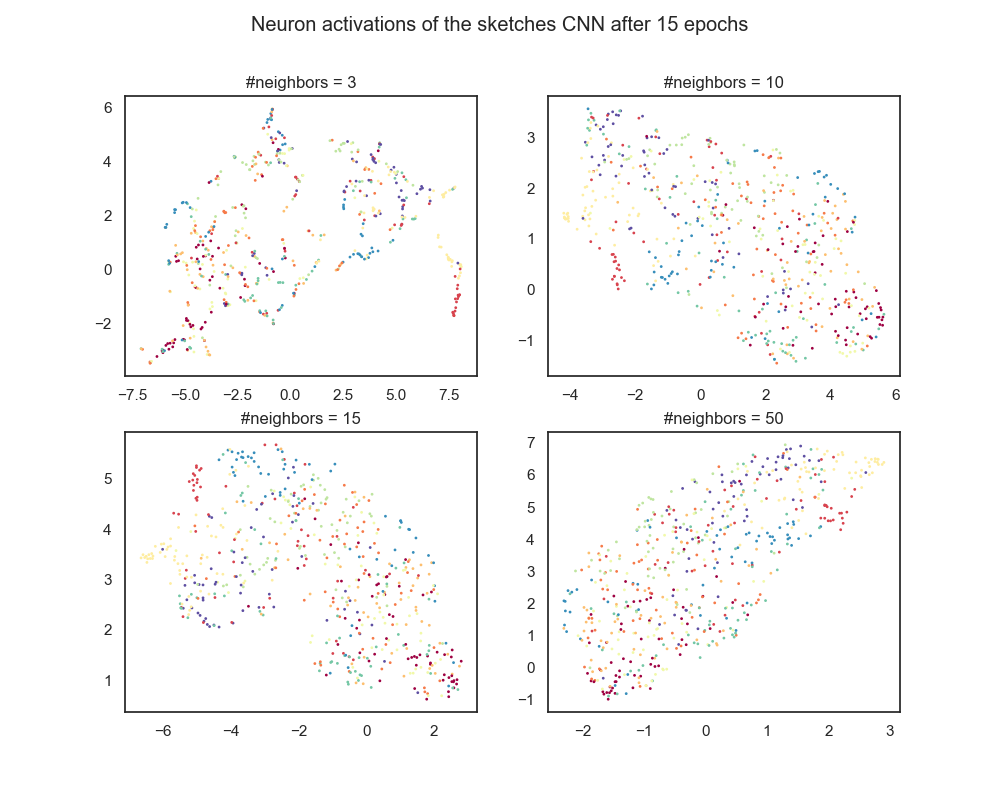 Neuron activations of the sketches CNN after 15 epochs
#neighbors = 3
6
4
2
0
−2
−7.5 −5.0 −2.5 0.0 2.5 5.0 7.5
#neighbors = 10
3
2
1
0
−1
−4 −2 0 2 4 6
#neighbors = 15
5
4
3
2
1
−6 −4 −2 0 2
#neighbors = 50
7
6
5
4
3
2
1
0
−1
−2 −1 0 1 2 3